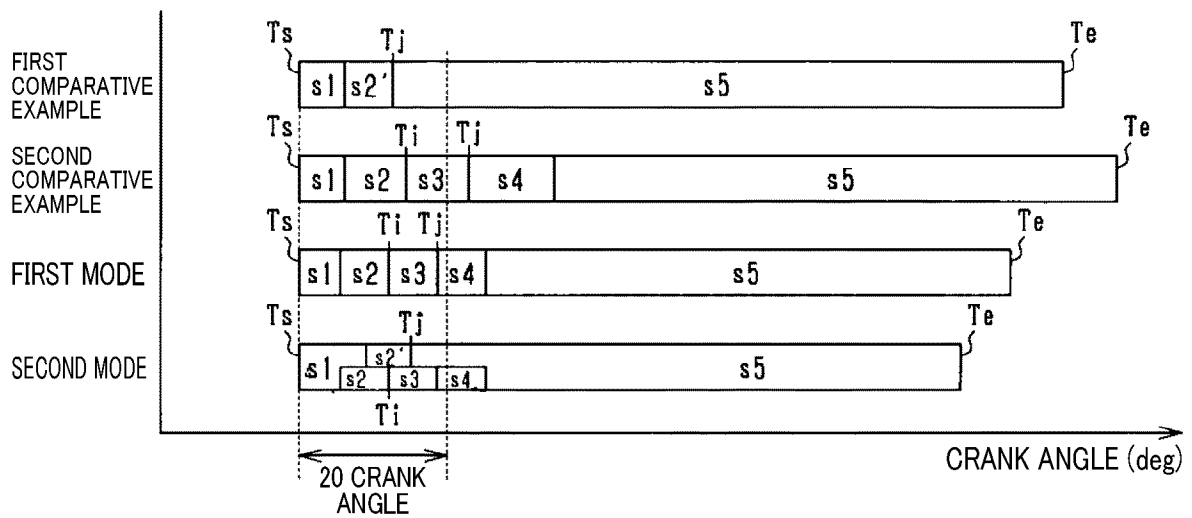 Ts Tj Te
FIRST
COMPARATIVE
EXAMPLE
s1 s2' s5
Ts Ti Tj Te
SECOND
COMPARATIVE
EXAMPLE
s1 s2 s3 s4 s5
Ts Ti Tj Te
FIRST MODE
s1 s2 s3 s4 s5
Ts Tj Te
SECOND MODE
s1 s2' s5
s2 s3 s4
Ti
20 CRANK
ANGLE
CRANK ANGLE (deg)